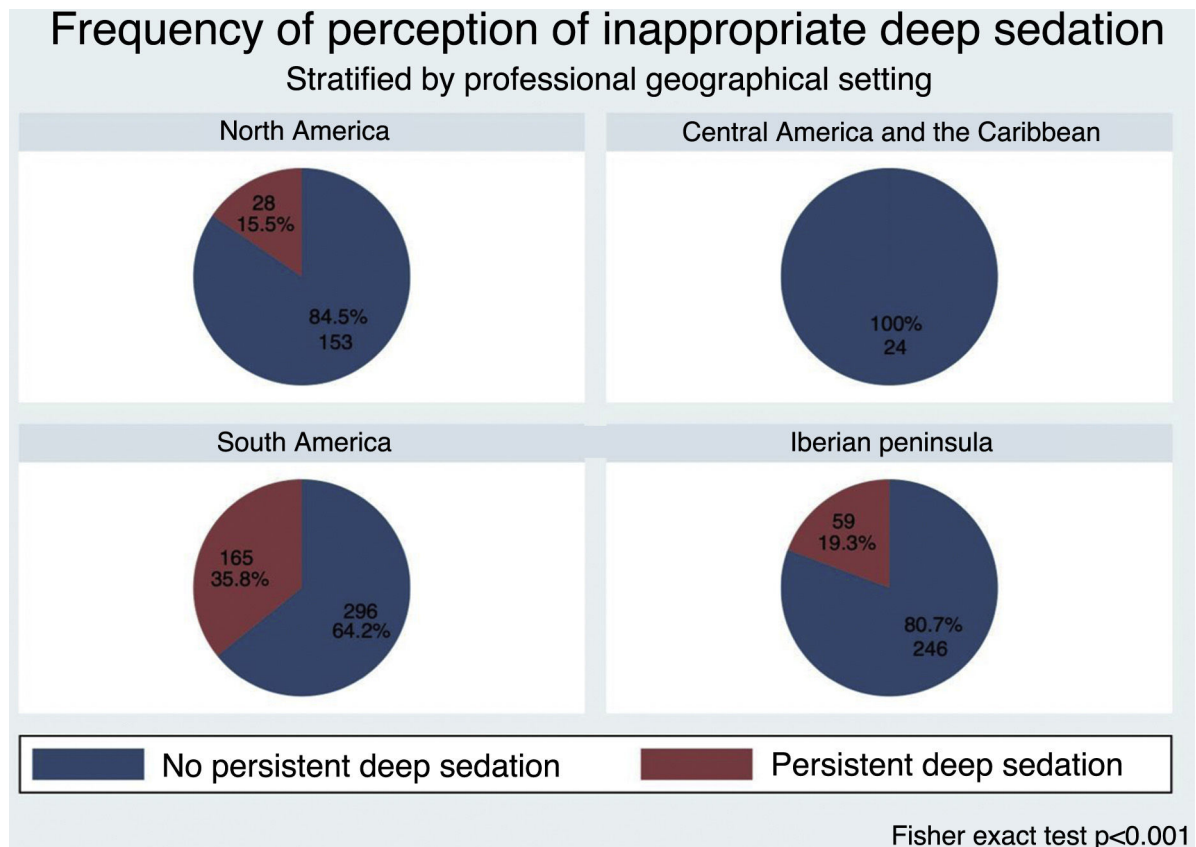 Frequency of perception of inappropriate deep sedation
Stratified by professional geographical setting
North America
28
15.5%
84.5%
153
Central America and the Caribbean
100%
24
South America
165
35.8%
296
64.2%
Iberian peninsula
59
19.3%
80.7%
246
No persistent deep sedation
Persistent deep sedation
Fisher exact test p<0.001